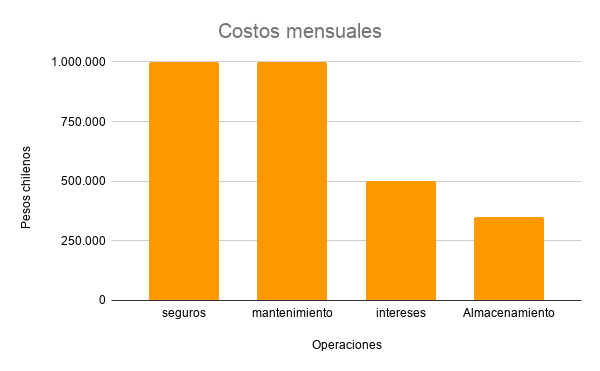 Costos mensuales
1.000.000
750.000
500.000
250.000
0
Pesos chilenos
seguros
mantenimiento
intereses
Almacenamiento
Operaciones